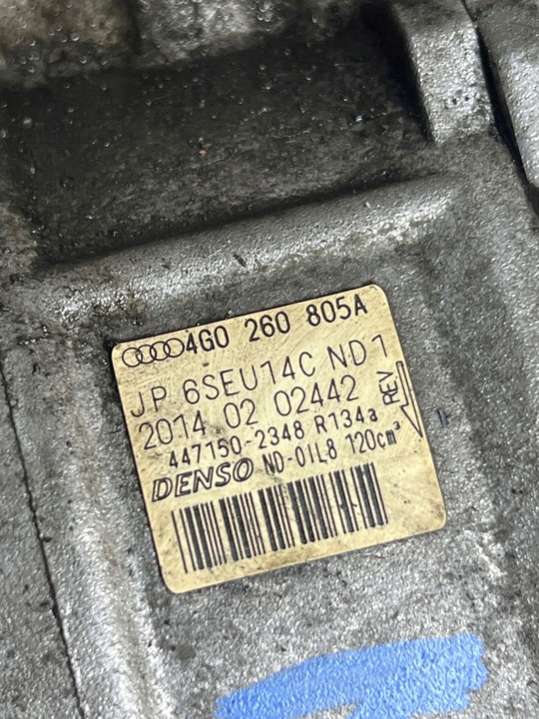 4G0 260 805A
JP 6SEU14C ND1
2014 02 02442
447150-2348 R134a
DENSO ND-OIL8 120cm³
REV